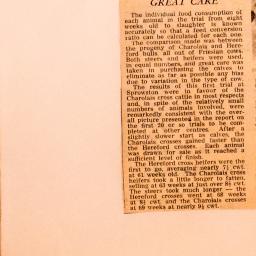 GREAT CARE
The individual food consumption of
each animal in the trial from eight
weeks old to slaughter is known
accurately so that a feed conversion
ratio can be calculated for each one.
The comparison made was between
the progeny of Charolais and Here-
ford bulls, all out of Friesian cows.
Both steers and heifers were used,
in equal numbers, and great care was
taken in purchasing the calves to
eliminate as far as possible any bias
due to variation in the type of cow.
The results of this first trial at
Sprowston were in favour of the
Charolais cross cattle in most respects
and, in spite of the relatively small
numbers of animals involved, were
remarkably consistent with the over-
all picture presented in the report on
the first 20 or so trials to be com-
pleted at other centres. After a
slightly slower start as calves, the
Charolais crosses gained faster than
the Hereford crosses. Each animal
was drawn for sale as it reached a
sufficient level of finish.
The Hereford cross heifers were the
first to go, averaging nearly 7½ cwt.
at 61 weeks old. The Charolais cross
heifers took a little longer to fatten,
selling at 63 weeks at just over 8½ cwt.
The steers took much longer — the
Hereford crosses went at 68 weeks
at 8½ cwt. and the Charolais crosses
at 69 weeks at nearly 9½ cwt.